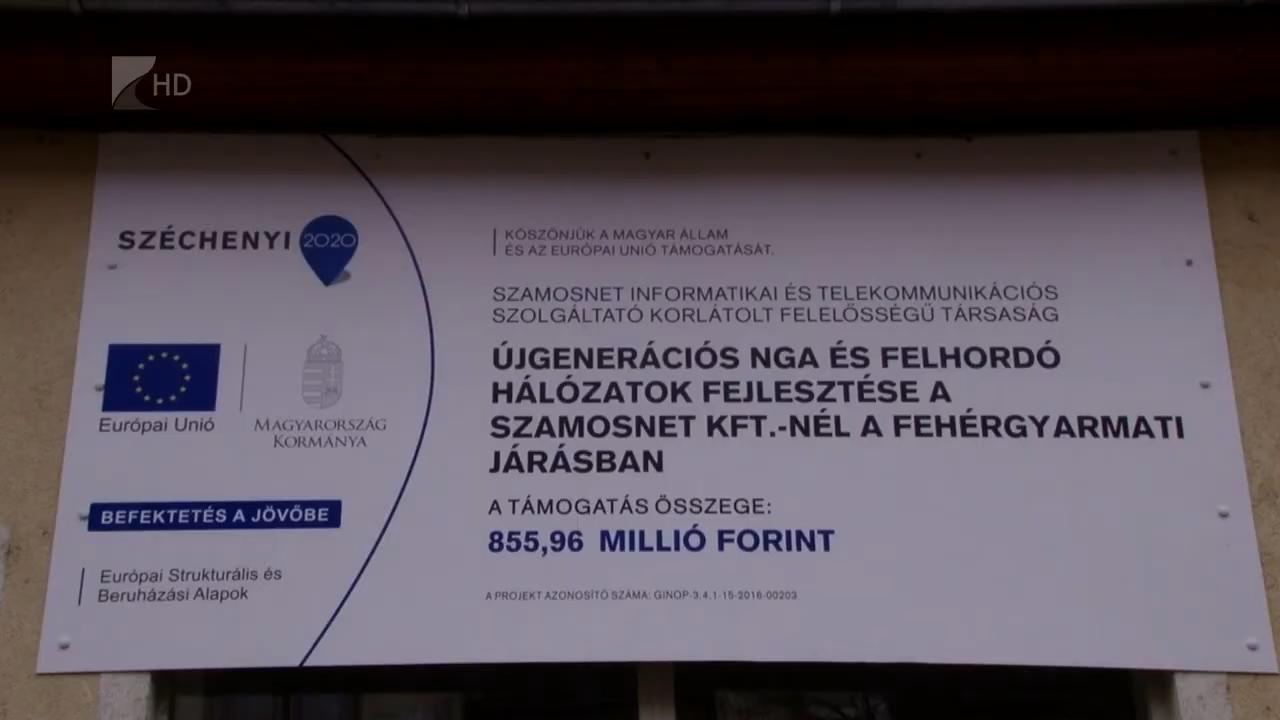 HD
SZÉCHENYI 2020
Európai Unió
MAGYARORSZÁG
KORMÁNYA
BEFEKTETÉS A JÖVŐBE
Európai Strukturális és
Beruházási Alapok
KÖSZÖNJÜK A MAGYAR ÁLLAM
ÉS AZ EURÓPAI UNIÓ TÁMOGATÁSÁT.
SZAMOSNET INFORMATIKAI ÉS TELEKOMMUNIKÁCIÓS
SZOLGÁLTATÓ KORLÁTOLT FELELŐSSÉGŰ TÁRSASÁG
ÚJGENERÁCIÓS NGA ÉS FELHORDÓ
HÁLÓZATOK FEJLESZTÉSE A
SZAMOSNET KFT.-NÉL A FEHÉRGYARMATI
JÁRÁSBAN
A TÁMOGATÁS ÖSSZEGE:
855,96 MILLIÓ FORINT
A PROJEKT AZONOSÍTÓ SZÁMA: GINOP-3.4.1-15-2016-00203